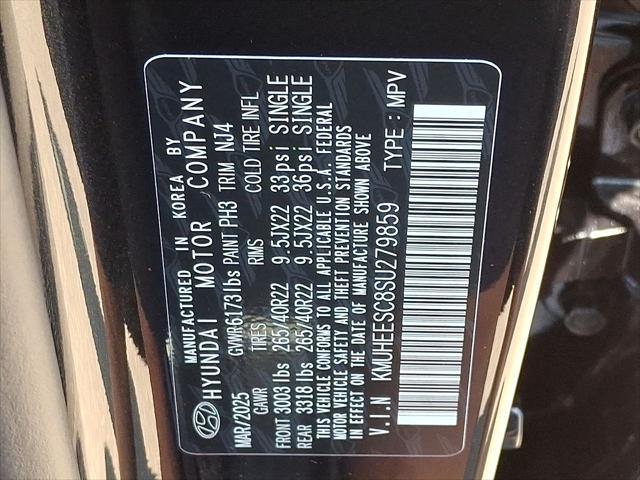 MANUFACTURED IN KOREA BY
HYUNDAI MOTOR COMPANY
MAR/2025 GVWR6173lbs PAINT PH3 TRIM NJ4
GAWR TIRES RIMS COLD TIRE INFL
FRONT 3003 lbs 265/40R22 9.5JX22 33psi SINGLE
REAR 3318 lbs 265/40R22 9.5JX22 36psi SINGLE
THIS VEHICLE CONFORMS TO ALL APPLICABLE U.S.A. FEDERAL
MOTOR VEHICLE SAFETY AND THEFT PREVENTION STANDARDS
IN EFFECT ON THE DATE OF MANUFACTURE SHOWN ABOVE
V.I.N KMUHEESC8SU279859 TYPE : MPV